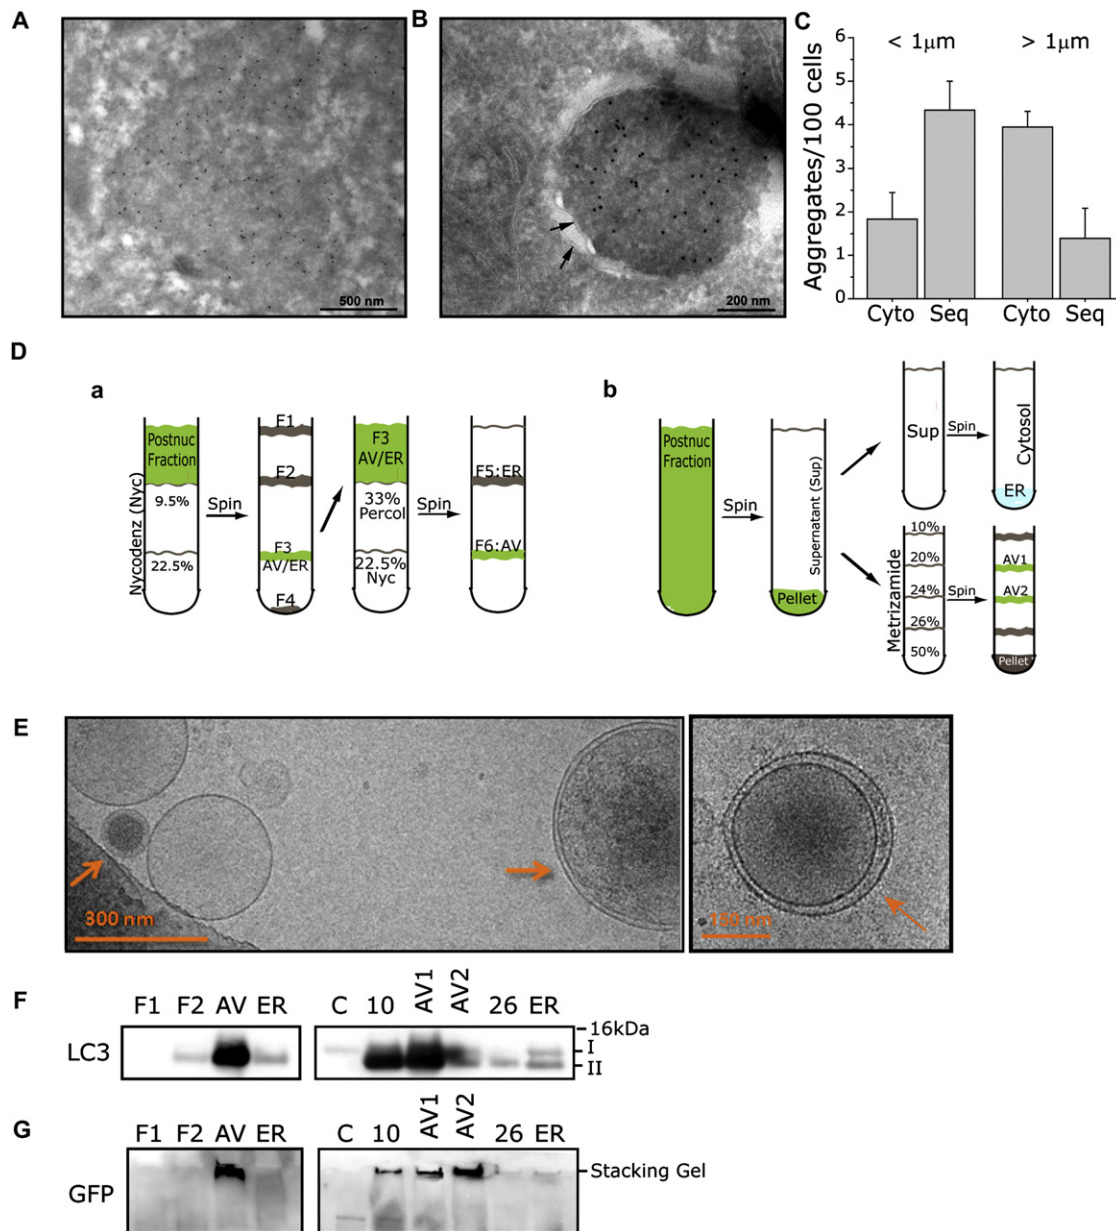 A
500 nm
B
200 nm
C
Aggregates/100 cells
< 1μm
> 1μm
6
5
4
3
2
1
0
Cyto Seq
Cyto Seq
D
a
Nycodenz (Nyc)
Postnuc
Fraction
9.5%
22.5%
Spin
F1
F2
F3
AV/ER
F4
F3
AV/ER
33%
Percol
22.5%
Nyc
Spin
F5:ER
F6:AV
b
Postnuc
Fraction
Spin
Supernatant (Sup)
Pellet
Sup
Spin
Cytosol
ER
Metrizamide
10%
20%
24%
26%
50%
Spin
AV1
AV2
Pellet
E
300 nm
150 nm
F
F1 F2 AV ER
C 10 AV1 AV2 26 ER
LC3
16kDa
I
II
G
F1 F2 AV ER
C 10 AV1 AV2 26 ER
GFP
Stacking Gel